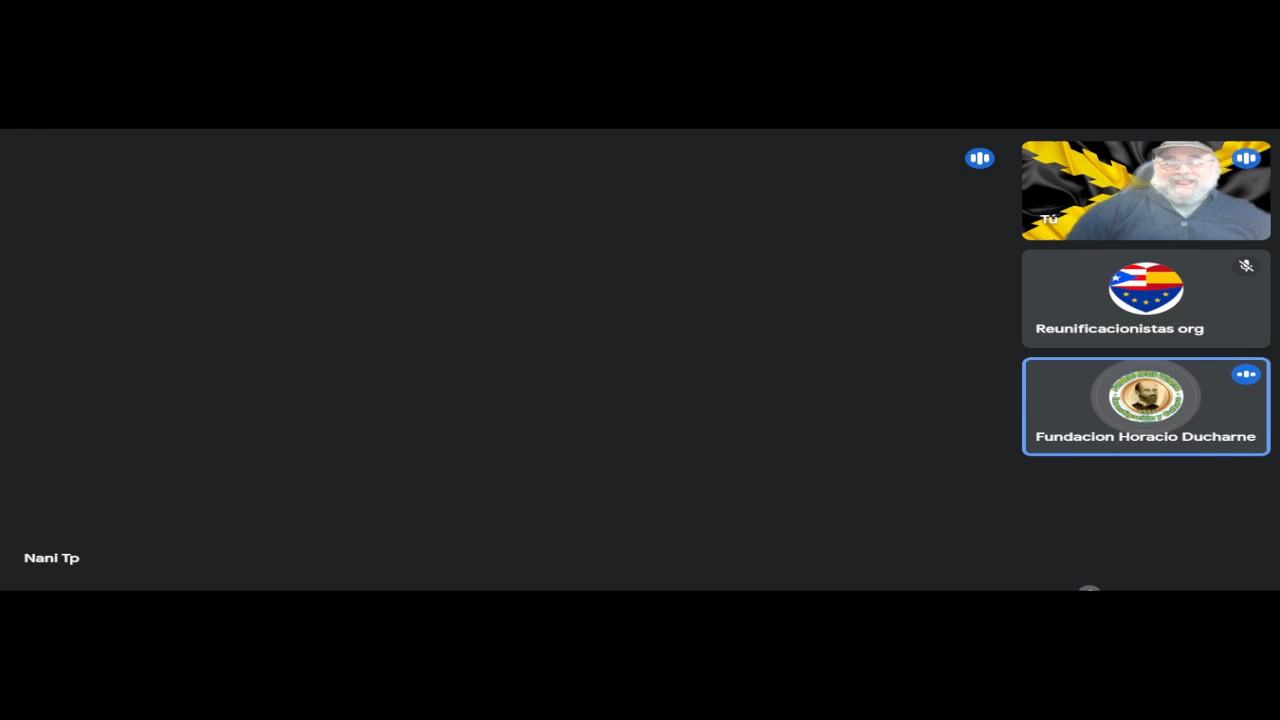 Tú
Reunificacionistas org
Fundacion Horacio Ducharne
Nani Tp